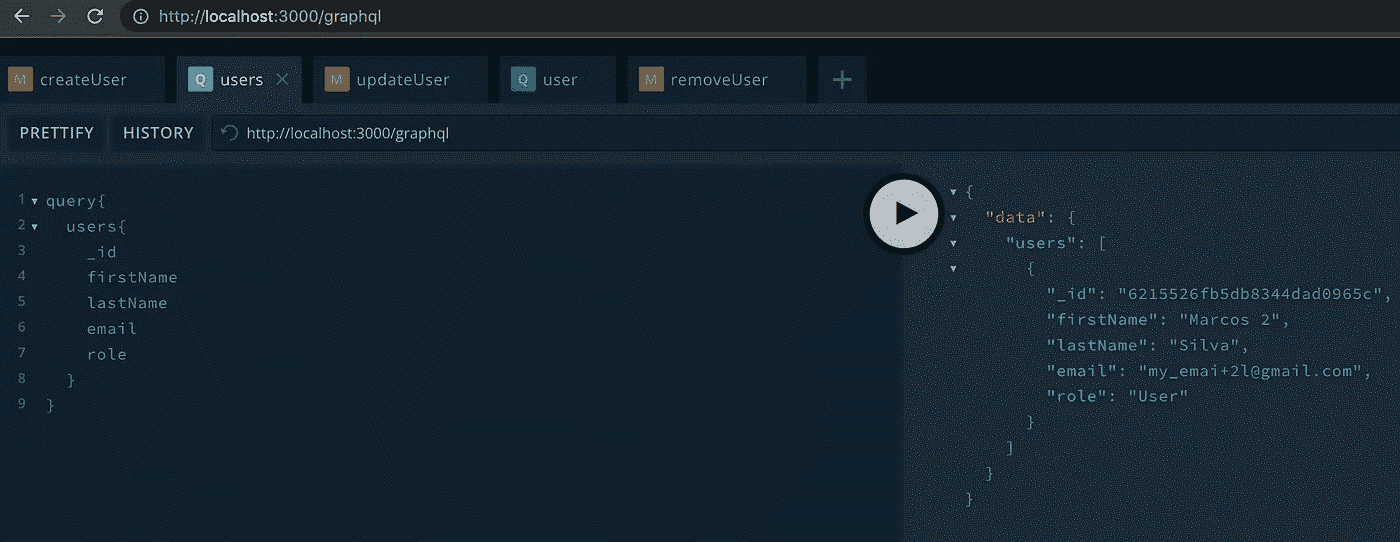 http://localhost:3000/graphql
M createUser
Q users
M updateUser
Q user
M removeUser
PRETTIFY
HISTORY
http://localhost:3000/graphql
1 query{
2 users{
3 _id
4 firstName
5 lastName
6 email
7 role
8 }
9 }
{
"data": {
"users": [
{
"_id": "6215526fb5db8344dad0965c",
"firstName": "Marcos 2",
"lastName": "Silva",
"email": "my_emai+2l@gmail.com",
"role": "User"
}
]
}
}